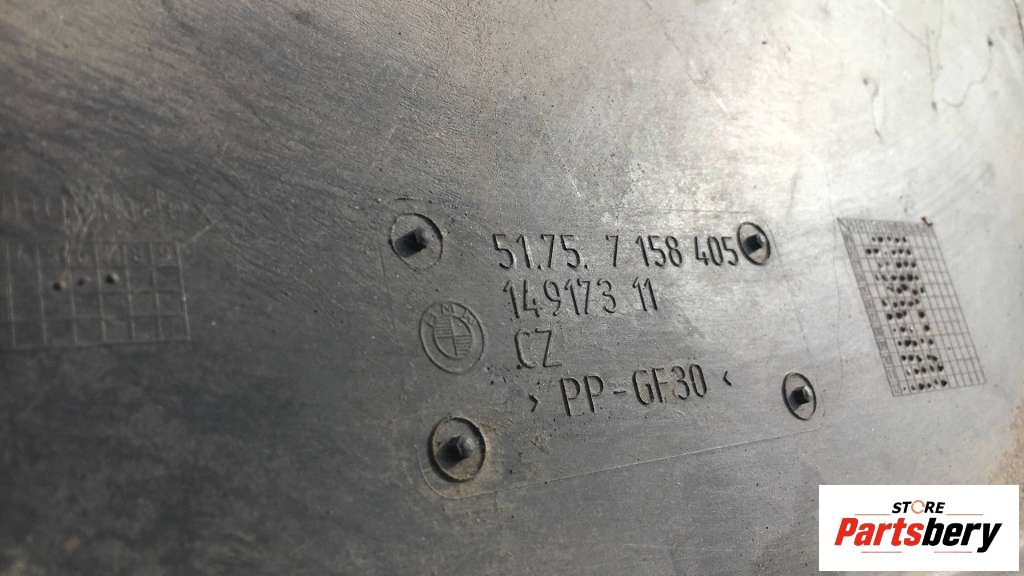 51.75. 7 158 405
149173 11
CZ
› PP-GF30 ‹
STORE
Partsbery